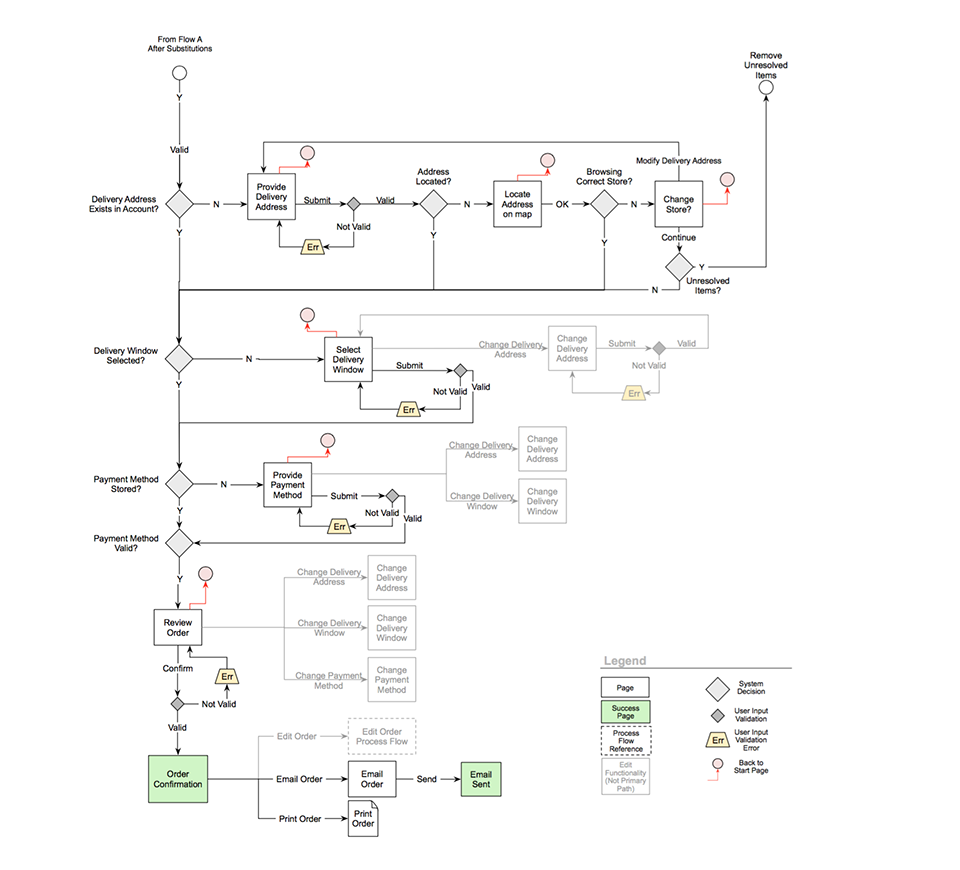 From Flow A
After Substitutions
Remove
Unresolved
Items
Y
Valid
Modify Delivery Address
Address
Located?
Browsing
Correct Store?
Delivery Address
Exists in Account?
N
Provide
Delivery
Address
Submit
Valid
N
Locate
Address
on map
OK
N
Change
Store?
Not Valid
Err
Y
Y
Y
Continue
Y
Unresolved
Items?
N
Delivery Window
Selected?
N
Select
Delivery
Window
Change Delivery
Address
Change
Delivery
Address
Submit
Valid
Not Valid
Err
Submit
Not Valid
Valid
Err
Y
Payment Method
Stored?
N
Provide
Payment
Method
Submit
Not Valid
Valid
Err
Change Delivery
Address
Change
Delivery
Address
Change Delivery
Window
Change
Delivery
Window
Y
Payment Method
Valid?
Y
Review
Order
Change Delivery
Address
Change
Delivery
Address
Change Delivery
Window
Change
Delivery
Window
Change Payment
Method
Change
Payment
Method
Confirm
Err
Not Valid
Valid
Order
Confirmation
Edit Order
Edit Order
Process Flow
Email Order
Email
Order
Send
Email
Sent
Print Order
Print
Order
Legend
Page
System
Decision
Success
Page
User Input
Validation
Process
Flow
Reference
Err
User Input
Validation
Error
Edit
Functionality
(Not Primary
Path)
Back to
Start Page